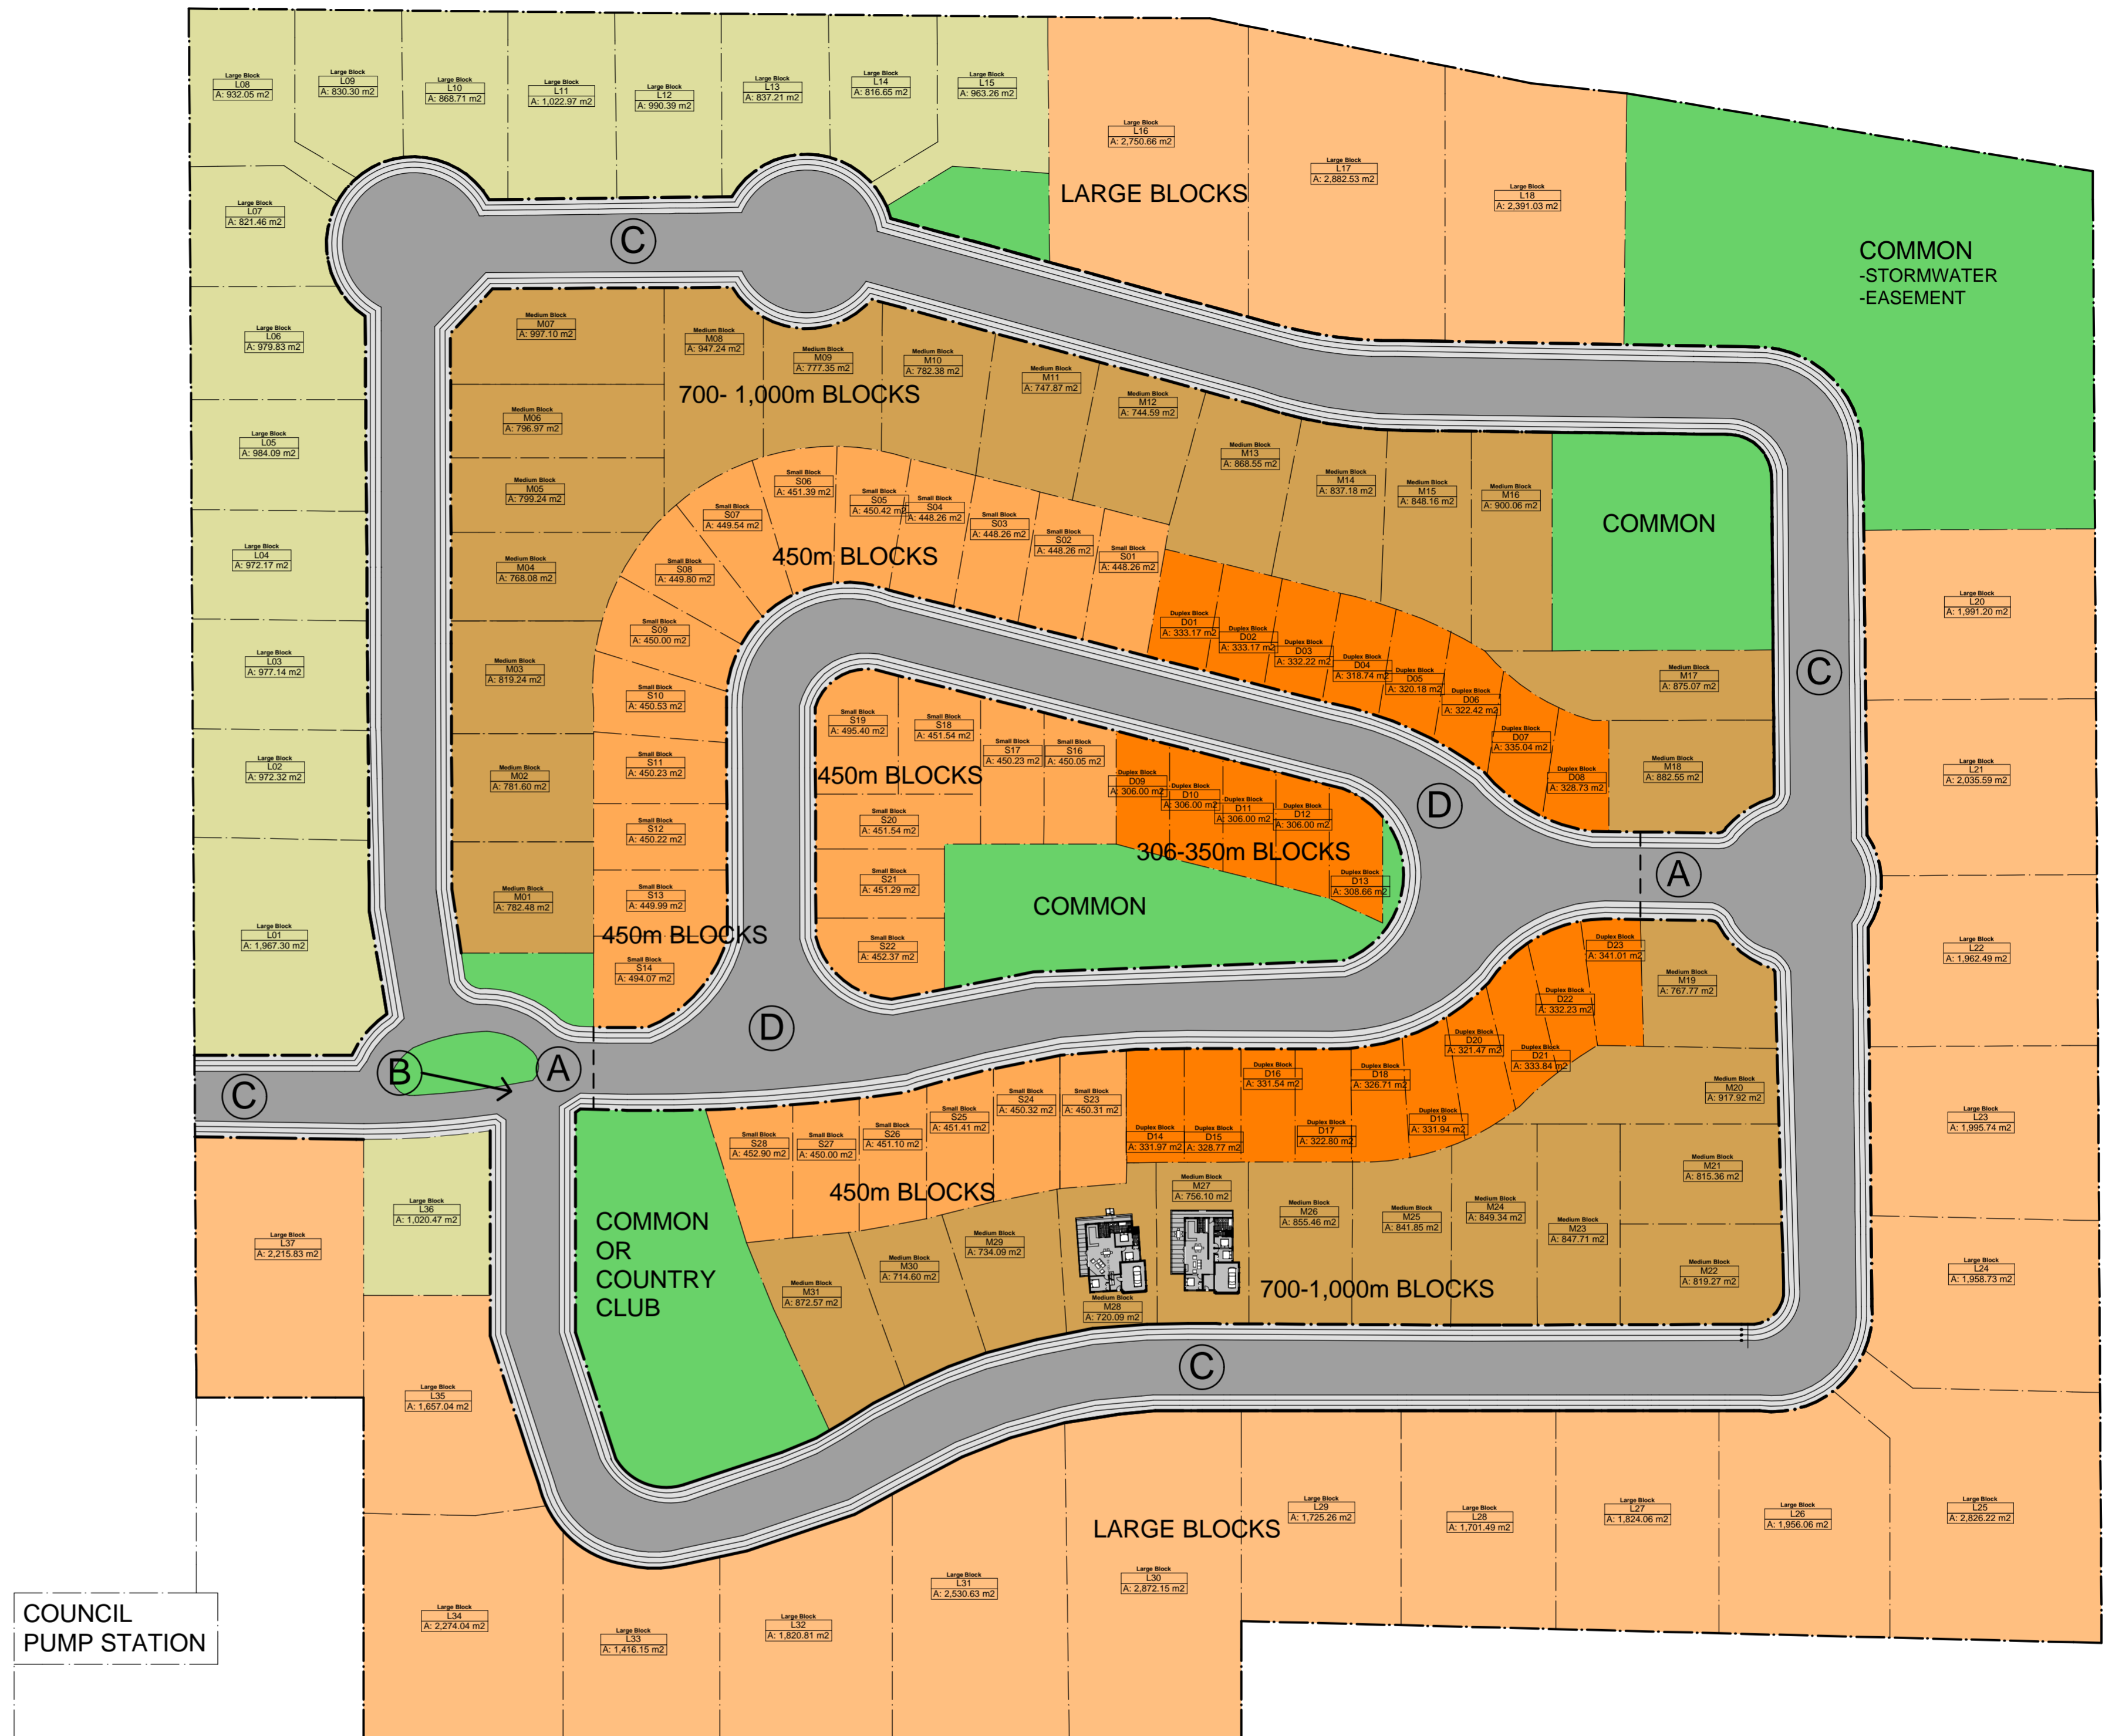 Large Block
L08
A: 932.05 m2
Large Block
L09
A: 830.30 m2
Large Block
L10
A: 868.71 m2
Large Block
L11
A: 1,022.97 m2
Large Block
L12
A: 990.39 m2
Large Block
L13
A: 837.21 m2
Large Block
L14
A: 816.65 m2
Large Block
L15
A: 963.26 m2
Large Block
L16
A: 2,750.66 m2
LARGE BLOCKS
Large Block
L17
A: 2,882.53 m2
Large Block
L18
A: 2,391.03 m2
COMMON
-STORMWATER
-EASEMENT
Large Block
L07
A: 821.46 m2
C
Large Block
L06
A: 979.83 m2
Medium Block
M07
A: 997.10 m2
Medium Block
M08
A: 947.24 m2
Medium Block
M09
A: 777.35 m2
Medium Block
M10
A: 782.38 m2
Medium Block
M11
A: 747.87 m2
Medium Block
M12
A: 744.59 m2
700- 1,000m BLOCKS
Medium Block
M06
A: 796.97 m2
Large Block
L05
A: 984.09 m2
Medium Block
M13
A: 868.55 m2
Medium Block
M14
A: 837.18 m2
Medium Block
M15
A: 848.16 m2
Medium Block
M16
A: 900.06 m2
COMMON
Medium Block
M05
A: 799.24 m2
Small Block
S06
A: 451.39 m2
Small Block
S05
A: 450.42 m2
Small Block
S04
A: 448.26 m2
Small Block
S07
A: 449.54 m2
Small Block
S03
A: 448.26 m2
Small Block
S02
A: 448.26 m2
Small Block
S01
A: 448.26 m2
450m BLOCKS
Large Block
L04
A: 972.17 m2
Medium Block
M04
A: 768.08 m2
Small Block
S08
A: 449.80 m2
Large Block
L20
A: 1,991.20 m2
Small Block
S09
A: 450.00 m2
Duplex Block
D01
A: 333.17 m2
Duplex Block
D02
A: 333.17 m2
Duplex Block
D03
A: 332.22 m2
Duplex Block
D04
A: 318.74 m2
Duplex Block
D05
A: 320.18 m2
Duplex Block
D06
A: 322.42 m2
Duplex Block
D07
A: 335.04 m2
Duplex Block
D08
A: 328.73 m2
Large Block
L03
A: 977.14 m2
Medium Block
M03
A: 819.24 m2
Medium Block
M17
A: 875.07 m2
C
Small Block
S10
A: 450.53 m2
Small Block
S19
A: 495.40 m2
Small Block
S18
A: 451.54 m2
Small Block
S17
A: 450.23 m2
Small Block
S16
A: 450.05 m2
Large Block
L02
A: 972.32 m2
Medium Block
M02
A: 781.60 m2
Small Block
S11
A: 450.23 m2
450m BLOCKS
Duplex Block
D09
A: 306.00 m2
Duplex Block
D10
A: 306.00 m2
Duplex Block
D11
A: 306.00 m2
Duplex Block
D12
A: 306.00 m2
D
Medium Block
M18
A: 882.55 m2
Large Block
L21
A: 2,035.59 m2
Small Block
S12
A: 450.22 m2
Small Block
S20
A: 451.54 m2
306-350m BLOCKS
Medium Block
M01
A: 782.48 m2
Small Block
S13
A: 449.99 m2
Small Block
S21
A: 451.29 m2
COMMON
Duplex Block
D13
A: 308.66 m2
A
Large Block
L01
A: 1,967.30 m2
450m BLOCKS
Small Block
S22
A: 452.37 m2
Duplex Block
D23
A: 341.01 m2
Large Block
L22
A: 1,962.49 m2
Small Block
S14
A: 494.07 m2
Medium Block
M19
A: 767.77 m2
Duplex Block
D22
A: 332.23 m2
D
Duplex Block
D20
A: 321.47 m2
Duplex Block
D21
A: 333.84 m2
B
A
C
Duplex Block
D16
A: 331.54 m2
Duplex Block
D18
A: 326.71 m2
Medium Block
M20
A: 917.92 m2
Small Block
S24
A: 450.32 m2
Small Block
S23
A: 450.31 m2
Small Block
S25
A: 451.41 m2
Small Block
S26
A: 451.10 m2
Small Block
S27
A: 450.00 m2
Small Block
S28
A: 452.90 m2
Duplex Block
D14
A: 331.97 m2
Duplex Block
D15
A: 328.77 m2
Duplex Block
D17
A: 322.80 m2
Duplex Block
D19
A: 331.94 m2
Large Block
L23
A: 1,995.74 m2
Medium Block
M21
A: 815.36 m2
450m BLOCKS
Medium Block
M27
A: 756.10 m2
Medium Block
M26
A: 855.46 m2
Medium Block
M25
A: 841.85 m2
Medium Block
M24
A: 849.34 m2
Medium Block
M23
A: 847.71 m2
Large Block
L36
A: 1,020.47 m2
Large Block
L37
A: 2,215.83 m2
COMMON
OR
COUNTRY
CLUB
Medium Block
M29
A: 734.09 m2
Medium Block
M30
A: 714.60 m2
Medium Block
M31
A: 872.57 m2
Medium Block
M28
A: 720.09 m2
700-1,000m BLOCKS
Medium Block
M22
A: 819.27 m2
Large Block
L24
A: 1,958.73 m2
C
Large Block
L35
A: 1,657.04 m2
LARGE BLOCKS
Large Block
L29
A: 1,725.26 m2
Large Block
L28
A: 1,701.49 m2
Large Block
L27
A: 1,824.06 m2
Large Block
L26
A: 1,956.06 m2
Large Block
L25
A: 2,826.22 m2
Large Block
L30
A: 2,872.15 m2
Large Block
L31
A: 2,530.63 m2
Large Block
L32
A: 1,820.81 m2
Large Block
L33
A: 1,416.15 m2
Large Block
L34
A: 2,274.04 m2
COUNCIL
PUMP STATION